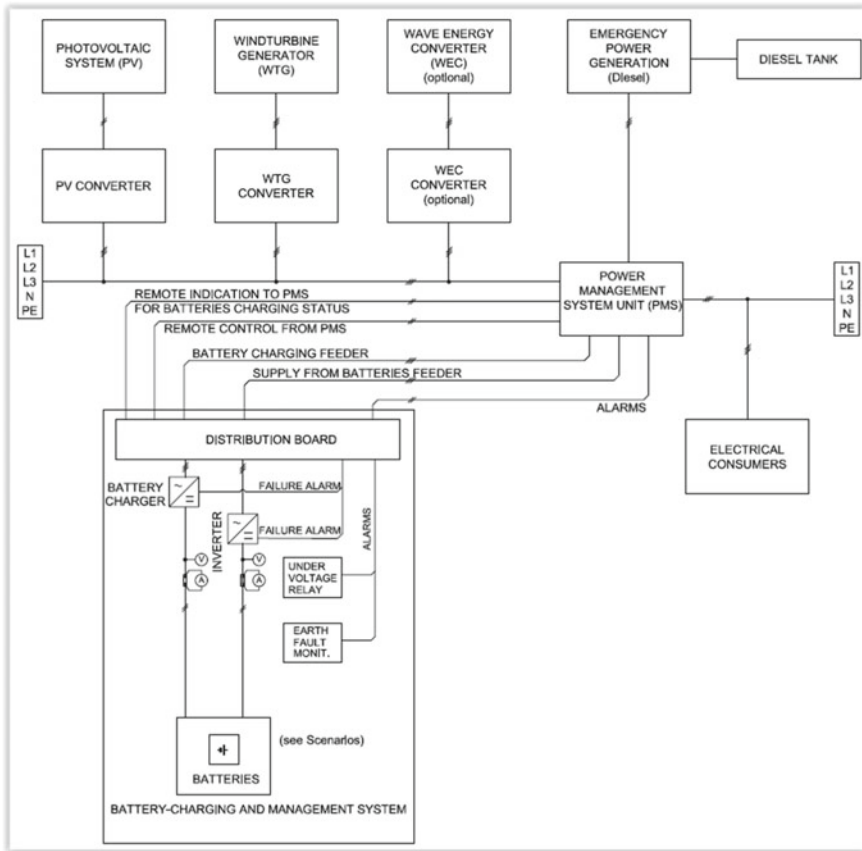 PHOTOVOLTAIC
SYSTEM (PV)
WINDTURBINE
GENERATOR
(WTG)
WAVE ENERGY
CONVERTER
(WEC)
(optional)
EMERGENCY
POWER
GENERATION
(DIesel)
DIESEL TANK
PV CONVERTER
WTG
CONVERTER
WEC
CONVERTER
(optional)
L1
L2
L3
N
PE
POWER
MANAGEMENT
SYSTEM UNIT (PMS)
L1
L2
L3
N
PE
REMOTE INDICATION TO PMS
FOR BATTERIES CHARGING STATUS
REMOTE CONTROL FROM PMS
BATTERY CHARGING FEEDER
SUPPLY FROM BATTERIES FEEDER
ALARMS
DISTRIBUTION BOARD
ELECTRICAL
CONSUMERS
BATTERY
CHARGER
FAILURE ALARM
INVERTER
FAILURE ALARM
ALARMS
V
V
A
A
UNDER
VOLTAGE
RELAY
EARTH
FAULT
MONIT.
(see Scenarios)
BATTERIES
BATTERY-CHARGING AND MANAGEMENT SYSTEM